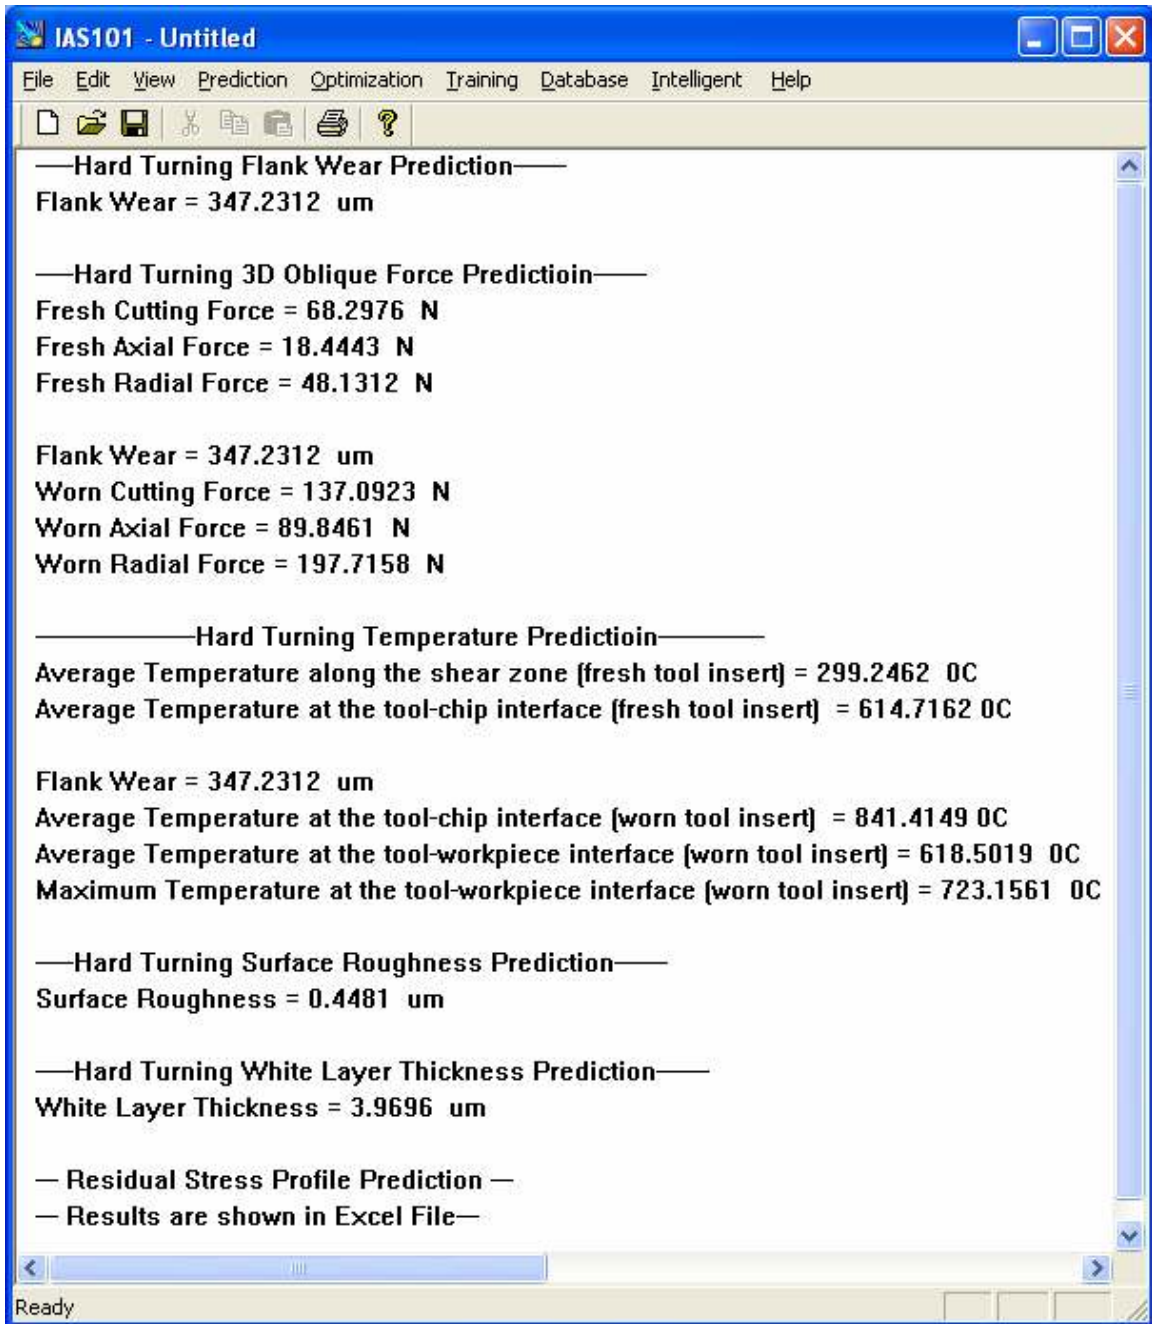 IAS101 - Untitled
File Edit View Prediction Optimization Training Database Intelligent Help
——Hard Turning Flank Wear Prediction——
Flank Wear = 347.2312 um
——Hard Turning 3D Oblique Force Predictioin——
Fresh Cutting Force = 68.2976 N
Fresh Axial Force = 18.4443 N
Fresh Radial Force = 48.1312 N
Flank Wear = 347.2312 um
Worn Cutting Force = 137.0923 N
Worn Axial Force = 89.8461 N
Worn Radial Force = 197.7158 N
————————Hard Turning Temperature Predictioin—————
Average Temperature along the shear zone (fresh tool insert) = 299.2462 0C
Average Temperature at the tool-chip interface (fresh tool insert) = 614.7162 0C
Flank Wear = 347.2312 um
Average Temperature at the tool-chip interface (worn tool insert) = 841.4149 0C
Average Temperature at the tool-workpiece interface (worn tool insert) = 618.5019 0C
Maximum Temperature at the tool-workpiece interface (worn tool insert) = 723.1561 0C
——Hard Turning Surface Roughness Prediction——
Surface Roughness = 0.4481 um
——Hard Turning White Layer Thickness Prediction——
White Layer Thickness = 3.9696 um
— Residual Stress Profile Prediction —
— Results are shown in Excel File—
Ready